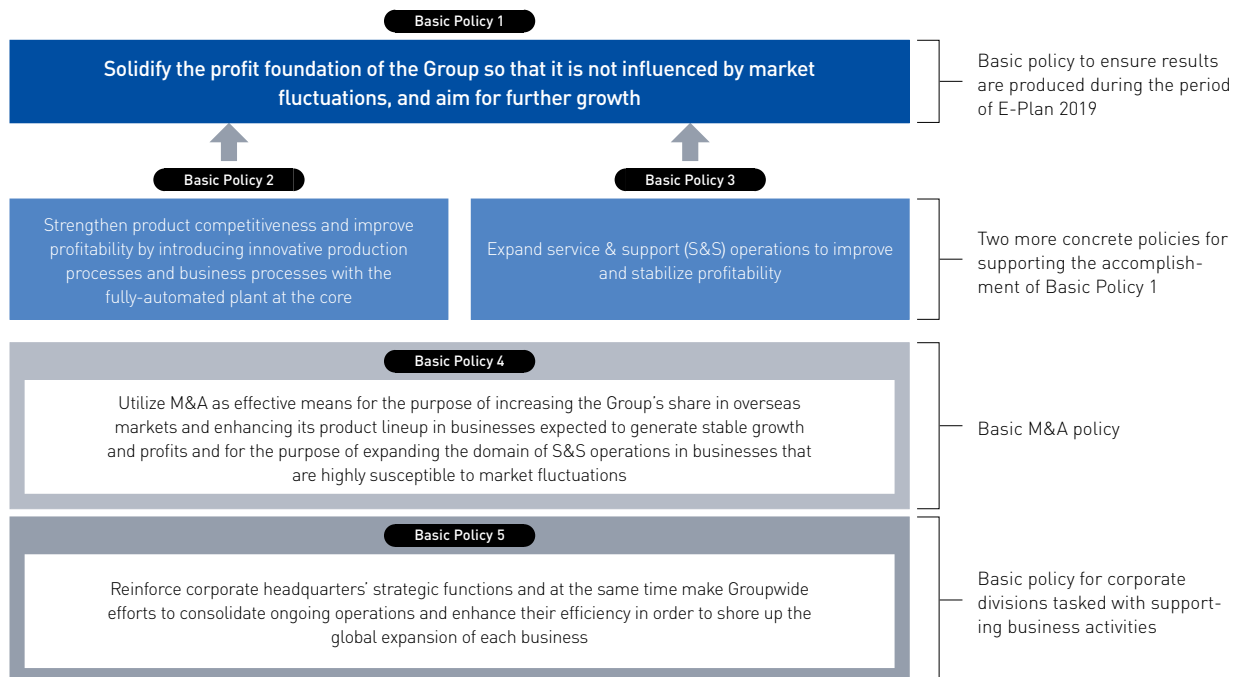 Basic Policy 1
Solidify the profit foundation of the Group so that it is not influenced by market
fluctuations, and aim for further growth
Basic policy to ensure results
are produced during the period
of E-Plan 2019
Basic Policy 2
Strengthen product competitiveness and improve
profitability by introducing innovative production
processes and business processes with the
fully-automated plant at the core
Basic Policy 3
Expand service & support (S&S) operations to improve
and stabilize profitability
Two more concrete policies for
supporting the accomplish-
ment of Basic Policy 1
Basic Policy 4
Utilize M&A as effective means for the purpose of increasing the Group's share in overseas
markets and enhancing its product lineup in businesses expected to generate stable growth
and profits and for the purpose of expanding the domain of S&S operations in businesses that
are highly susceptible to market fluctuations
Basic M&A policy
Basic Policy 5
Reinforce corporate headquarters' strategic functions and at the same time make Groupwide
efforts to consolidate ongoing operations and enhance their efficiency in order to shore up the
global expansion of each business
Basic policy for corporate
divisions tasked with support-
ing business activities